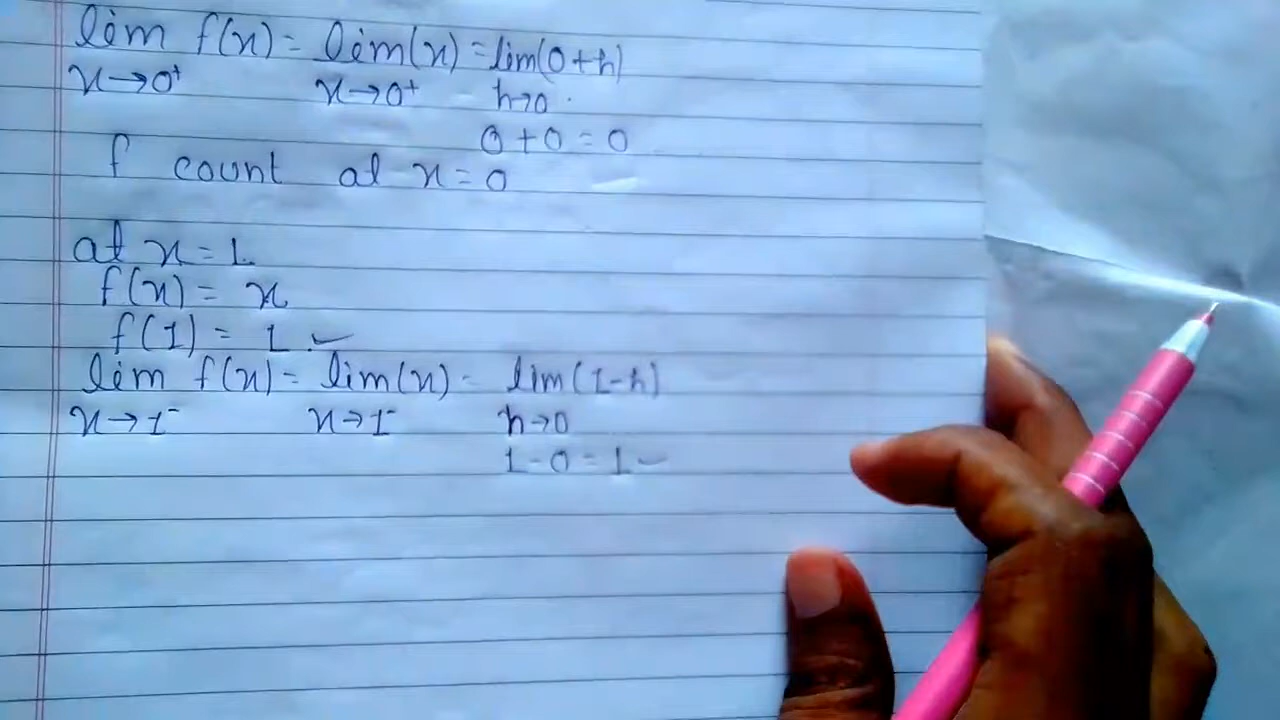 lim f(x) = lim(x) = lim(0+h)
x→0⁺ x→0⁺ h→0
0+0=0
f count at x=0
at x=1
f(x) = x
f(1) = 1 ✓
lim f(x) = lim(x) = lim(1-h)
x→1⁻ x→1⁻ h→0
1-0=1 ✓